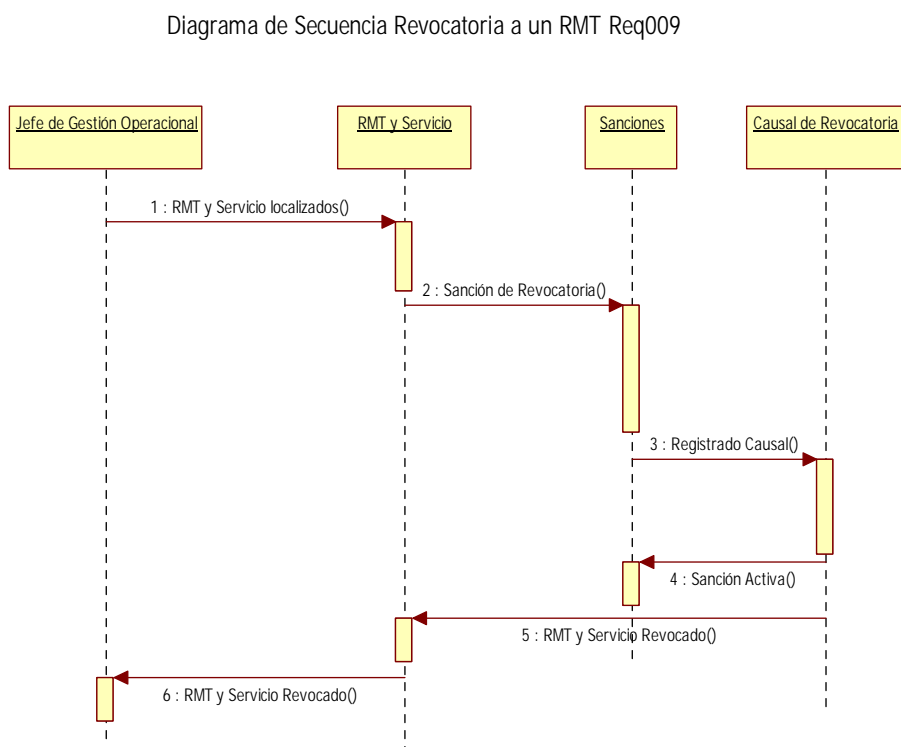 Diagrama de Secuencia Revocatoria a un RMT Req009
Jefe de Gestión Operacional
RMT y Servicio
Sanciones
Causal de Revocatoria
1 : RMT y Servicio localizados()
2 : Sanción de Revocatoria()
3 : Registrado Causal()
4 : Sanción Activa()
5 : RMT y Servicio Revocado()
6 : RMT y Servicio Revocado()